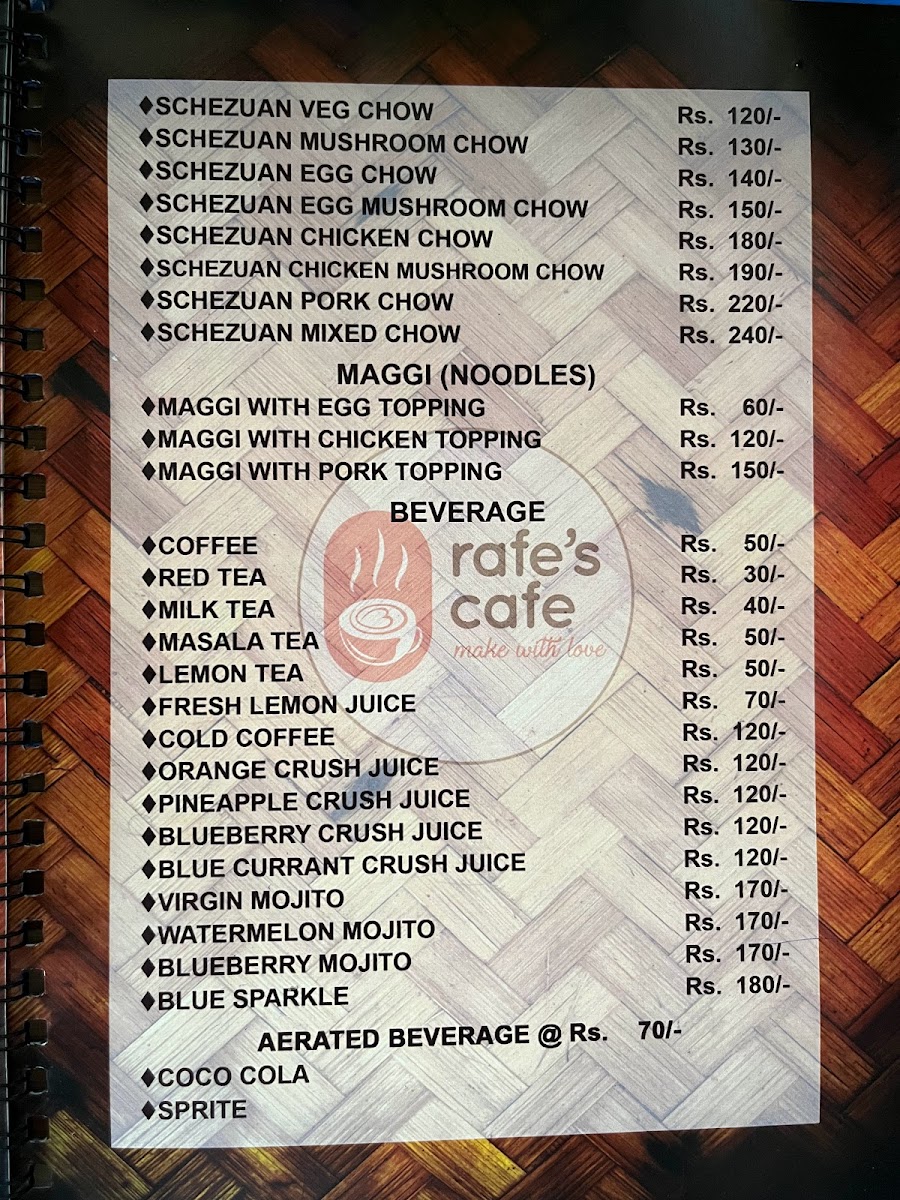 ♦SCHEZUAN VEG CHOW Rs. 120/-
♦SCHEZUAN MUSHROOM CHOW Rs. 130/-
♦SCHEZUAN EGG CHOW Rs. 140/-
♦SCHEZUAN EGG MUSHROOM CHOW Rs. 150/-
♦SCHEZUAN CHICKEN CHOW Rs. 180/-
♦SCHEZUAN CHICKEN MUSHROOM CHOW Rs. 190/-
♦SCHEZUAN PORK CHOW Rs. 220/-
♦SCHEZUAN MIXED CHOW Rs. 240/-
MAGGI (NOODLES)
♦MAGGI WITH EGG TOPPING Rs. 60/-
♦MAGGI WITH CHICKEN TOPPING Rs. 120/-
♦MAGGI WITH PORK TOPPING Rs. 150/-
BEVERAGE
♦COFFEE Rs. 50/-
♦RED TEA Rs. 30/-
♦MILK TEA Rs. 40/-
♦MASALA TEA Rs. 50/-
♦LEMON TEA Rs. 50/-
♦FRESH LEMON JUICE Rs. 70/-
♦COLD COFFEE Rs. 120/-
♦ORANGE CRUSH JUICE Rs. 120/-
♦PINEAPPLE CRUSH JUICE Rs. 120/-
♦BLUEBERRY CRUSH JUICE Rs. 120/-
♦BLUE CURRANT CRUSH JUICE Rs. 120/-
♦VIRGIN MOJITO Rs. 170/-
♦WATERMELON MOJITO Rs. 170/-
♦BLUEBERRY MOJITO Rs. 170/-
♦BLUE SPARKLE Rs. 180/-
AERATED BEVERAGE @ Rs. 70/-
♦COCO COLA
♦SPRITE
rafe's
cafe
make with love